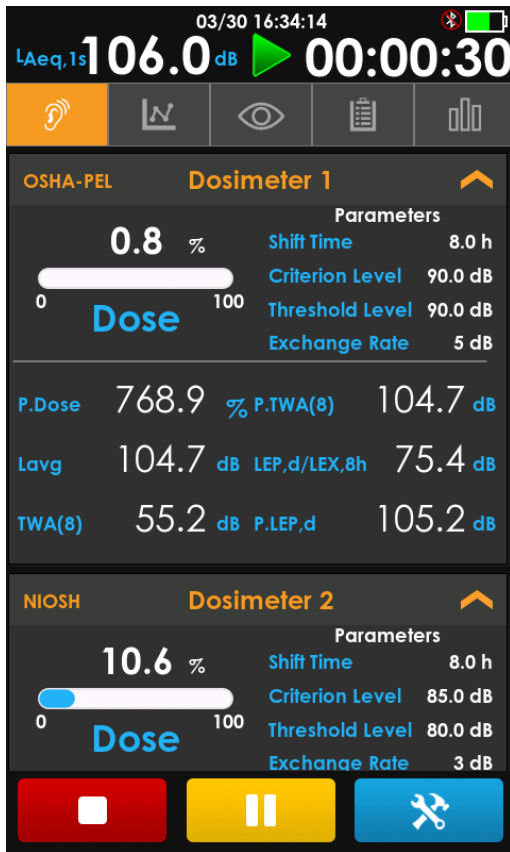 03/30 16:34:14
LAeq,1s 106.0 dB 00:00:30
OSHA-PEL Dosimeter 1
Parameters
0.8 %
Shift Time 8.0 h
Criterion Level 90.0 dB
0 100
Dose
Threshold Level 90.0 dB
Exchange Rate 5 dB
P.Dose 768.9 % P.TWA(8) 104.7 dB
Lavg 104.7 dB LEP,d/LEX,8h 75.4 dB
TWA(8) 55.2 dB P.LEP,d 105.2 dB
NIOSH Dosimeter 2
Parameters
10.6 %
Shift Time 8.0 h
Criterion Level 85.0 dB
0 100
Dose
Threshold Level 80.0 dB
Exchange Rate 3 dB